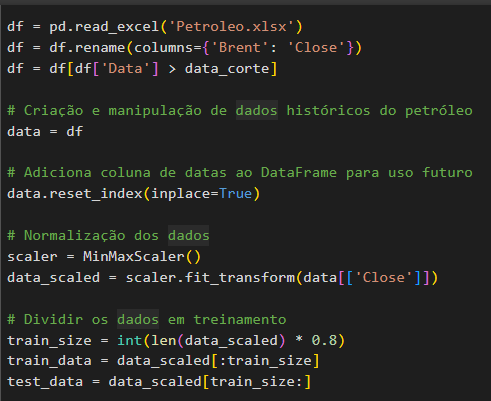 df = pd.read_excel('Petroleo.xlsx')
df = df.rename(columns={'Brent': 'Close'})
df = df[df['Data'] > data_corte]
# Criação e manipulação de dados históricos do petróleo
data = df
# Adiciona coluna de datas ao DataFrame para uso futuro
data.reset_index(inplace=True)
# Normalização dos dados
scaler = MinMaxScaler()
data_scaled = scaler.fit_transform(data[['Close']])
# Dividir os dados em treinamento
train_size = int(len(data_scaled) * 0.8)
train_data = data_scaled[:train_size]
test_data = data_scaled[train_size:]